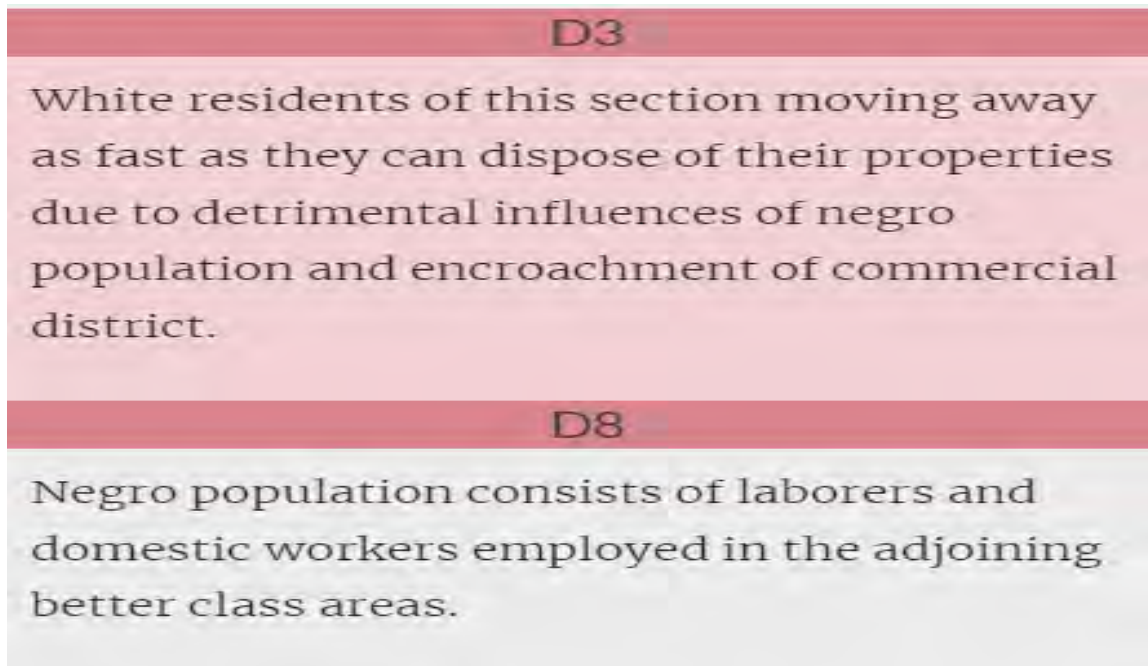 D3
White residents of this section moving away
as fast as they can dispose of their properties
due to detrimental influences of negro
population and encroachment of commercial
district.
D8
Negro population consists of laborers and
domestic workers employed in the adjoining
better class areas.